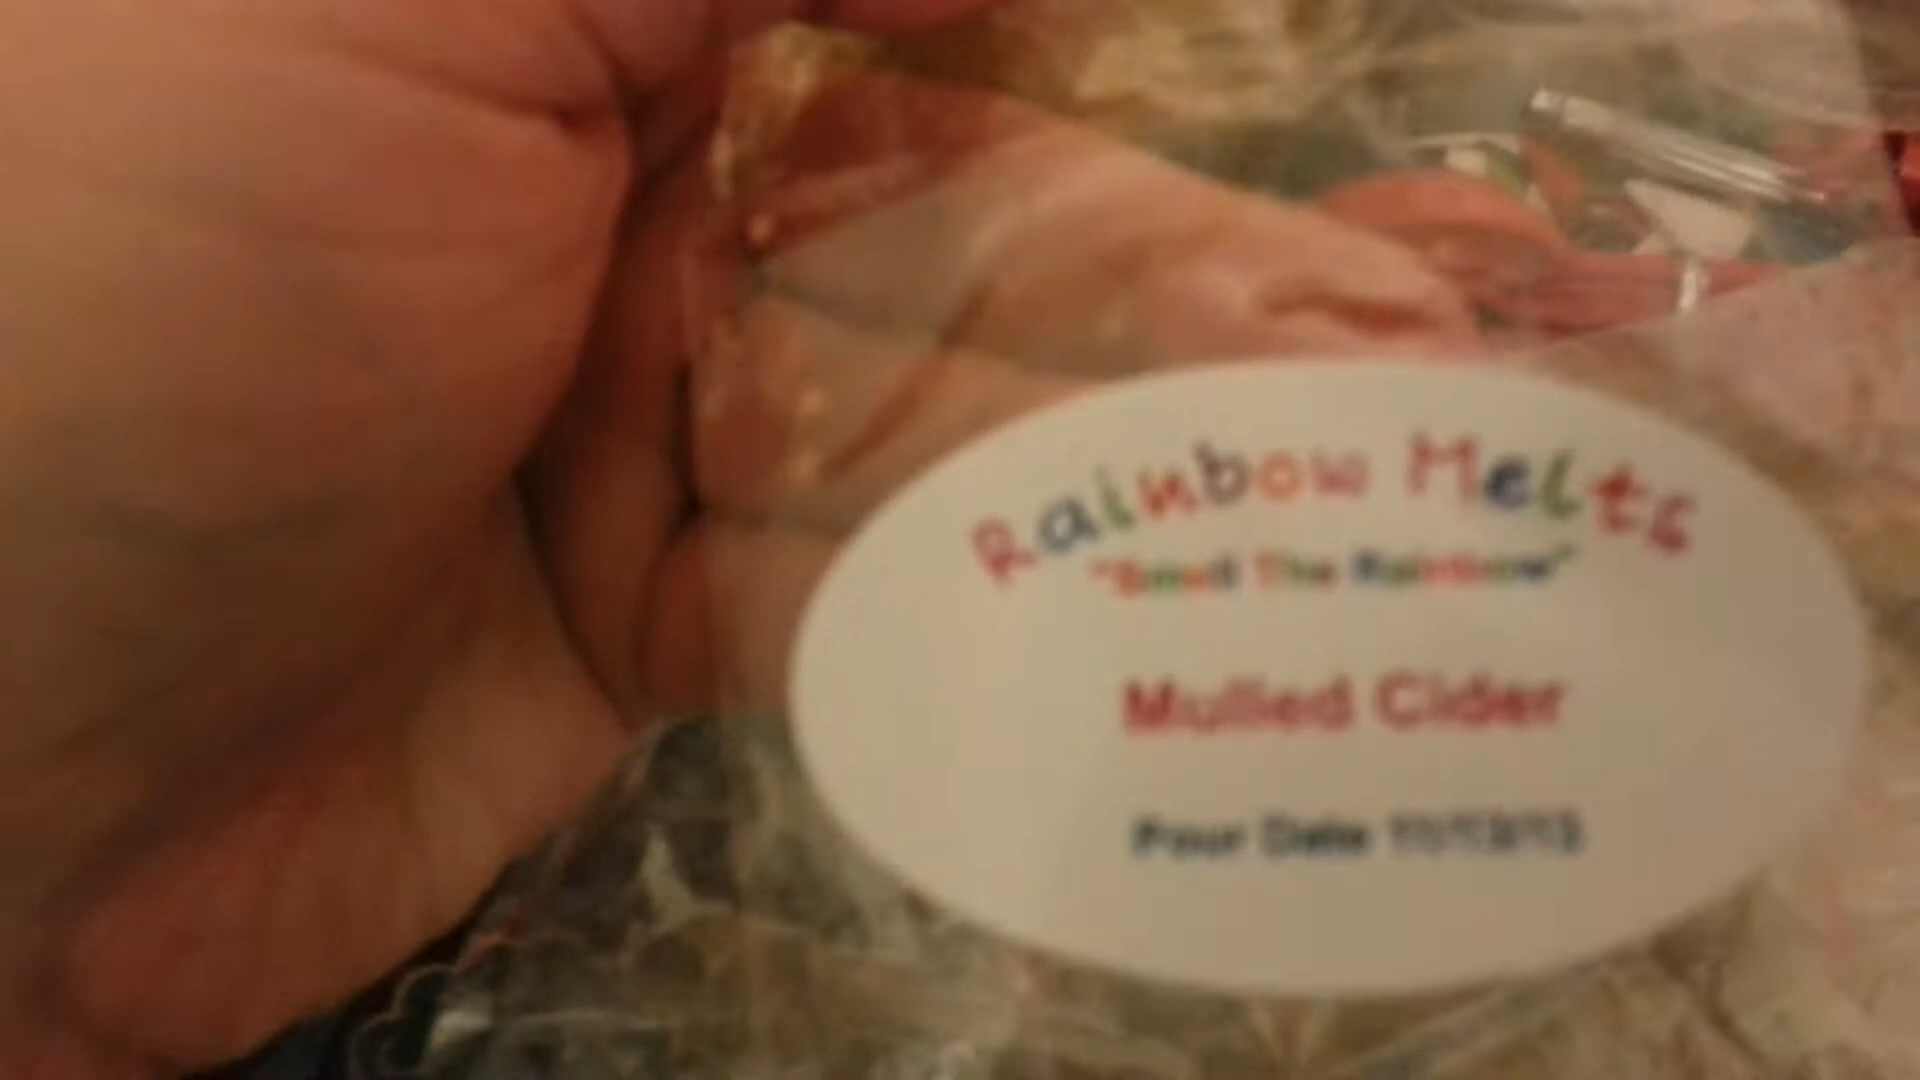 Rainbow Melts
"Smell The Rainbow"
Mulled Cider
Pour Date